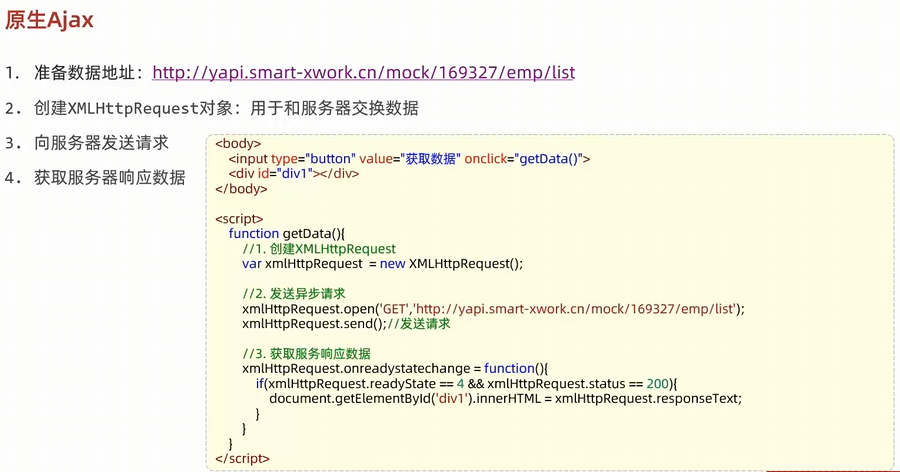 原生Ajax
1. 准备数据地址：http://yapi.smart-xwork.cn/mock/169327/emp/list
2. 创建XMLHttpRequest对象：用于和服务器交换数据
3. 向服务器发送请求
4. 获取服务器响应数据
<body>
<input type="button" value="获取数据" onclick="getData()">
<div id="div1"></div>
</body>
<script>
function getData(){
//1. 创建XMLHttpRequest
var xmlHttpRequest = new XMLHttpRequest();
//2. 发送异步请求
xmlHttpRequest.open('GET','http://yapi.smart-xwork.cn/mock/169327/emp/list');
xmlHttpRequest.send();//发送请求
//3. 获取服务响应数据
xmlHttpRequest.onreadystatechange = function(){
if(xmlHttpRequest.readyState == 4 && xmlHttpRequest.status == 200){
document.getElementById('div1').innerHTML = xmlHttpRequest.responseText;
}
}
}
</script>